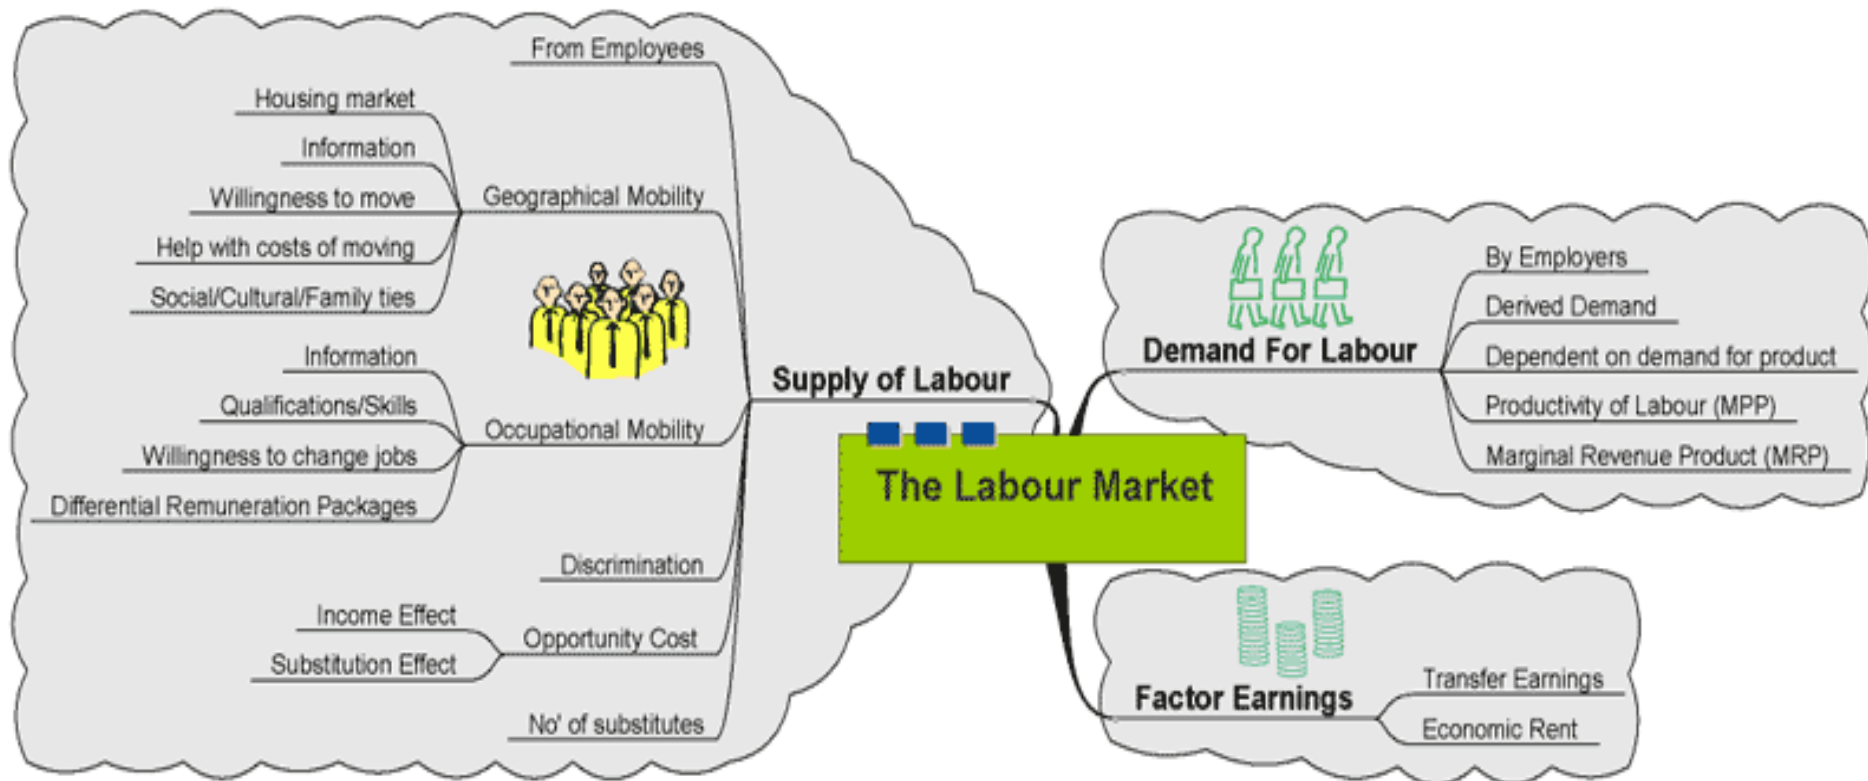 From Employees
Housing market
Information
Willingness to move
Help with costs of moving
Social/Cultural/Family ties
Geographical Mobility
Information
Qualifications/Skills
Willingness to change jobs
Differential Remuneration Packages
Occupational Mobility
Discrimination
Income Effect
Substitution Effect
Opportunity Cost
No' of substitutes
Supply of Labour
The Labour Market
Demand For Labour
By Employers
Derived Demand
Dependent on demand for product
Productivity of Labour (MPP)
Marginal Revenue Product (MRP)
Factor Earnings
Transfer Earnings
Economic Rent